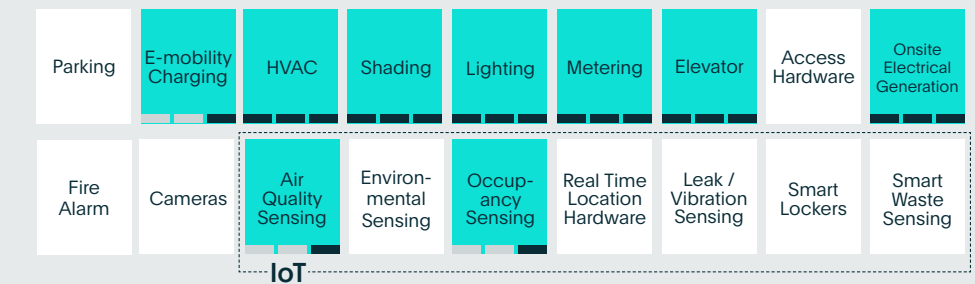 Parking
E-mobility
Charging
HVAC
Shading
Lighting
Metering
Elevator
Access
Hardware
Onsite
Electrical
Generation
Fire
Alarm
Cameras
Air
Quality
Sensing
Environ-
mental
Sensing
Occup-
ancy
Sensing
Real Time
Location
Hardware
Leak /
Vibration
Sensing
Smart
Lockers
Smart
Waste
Sensing
IoT